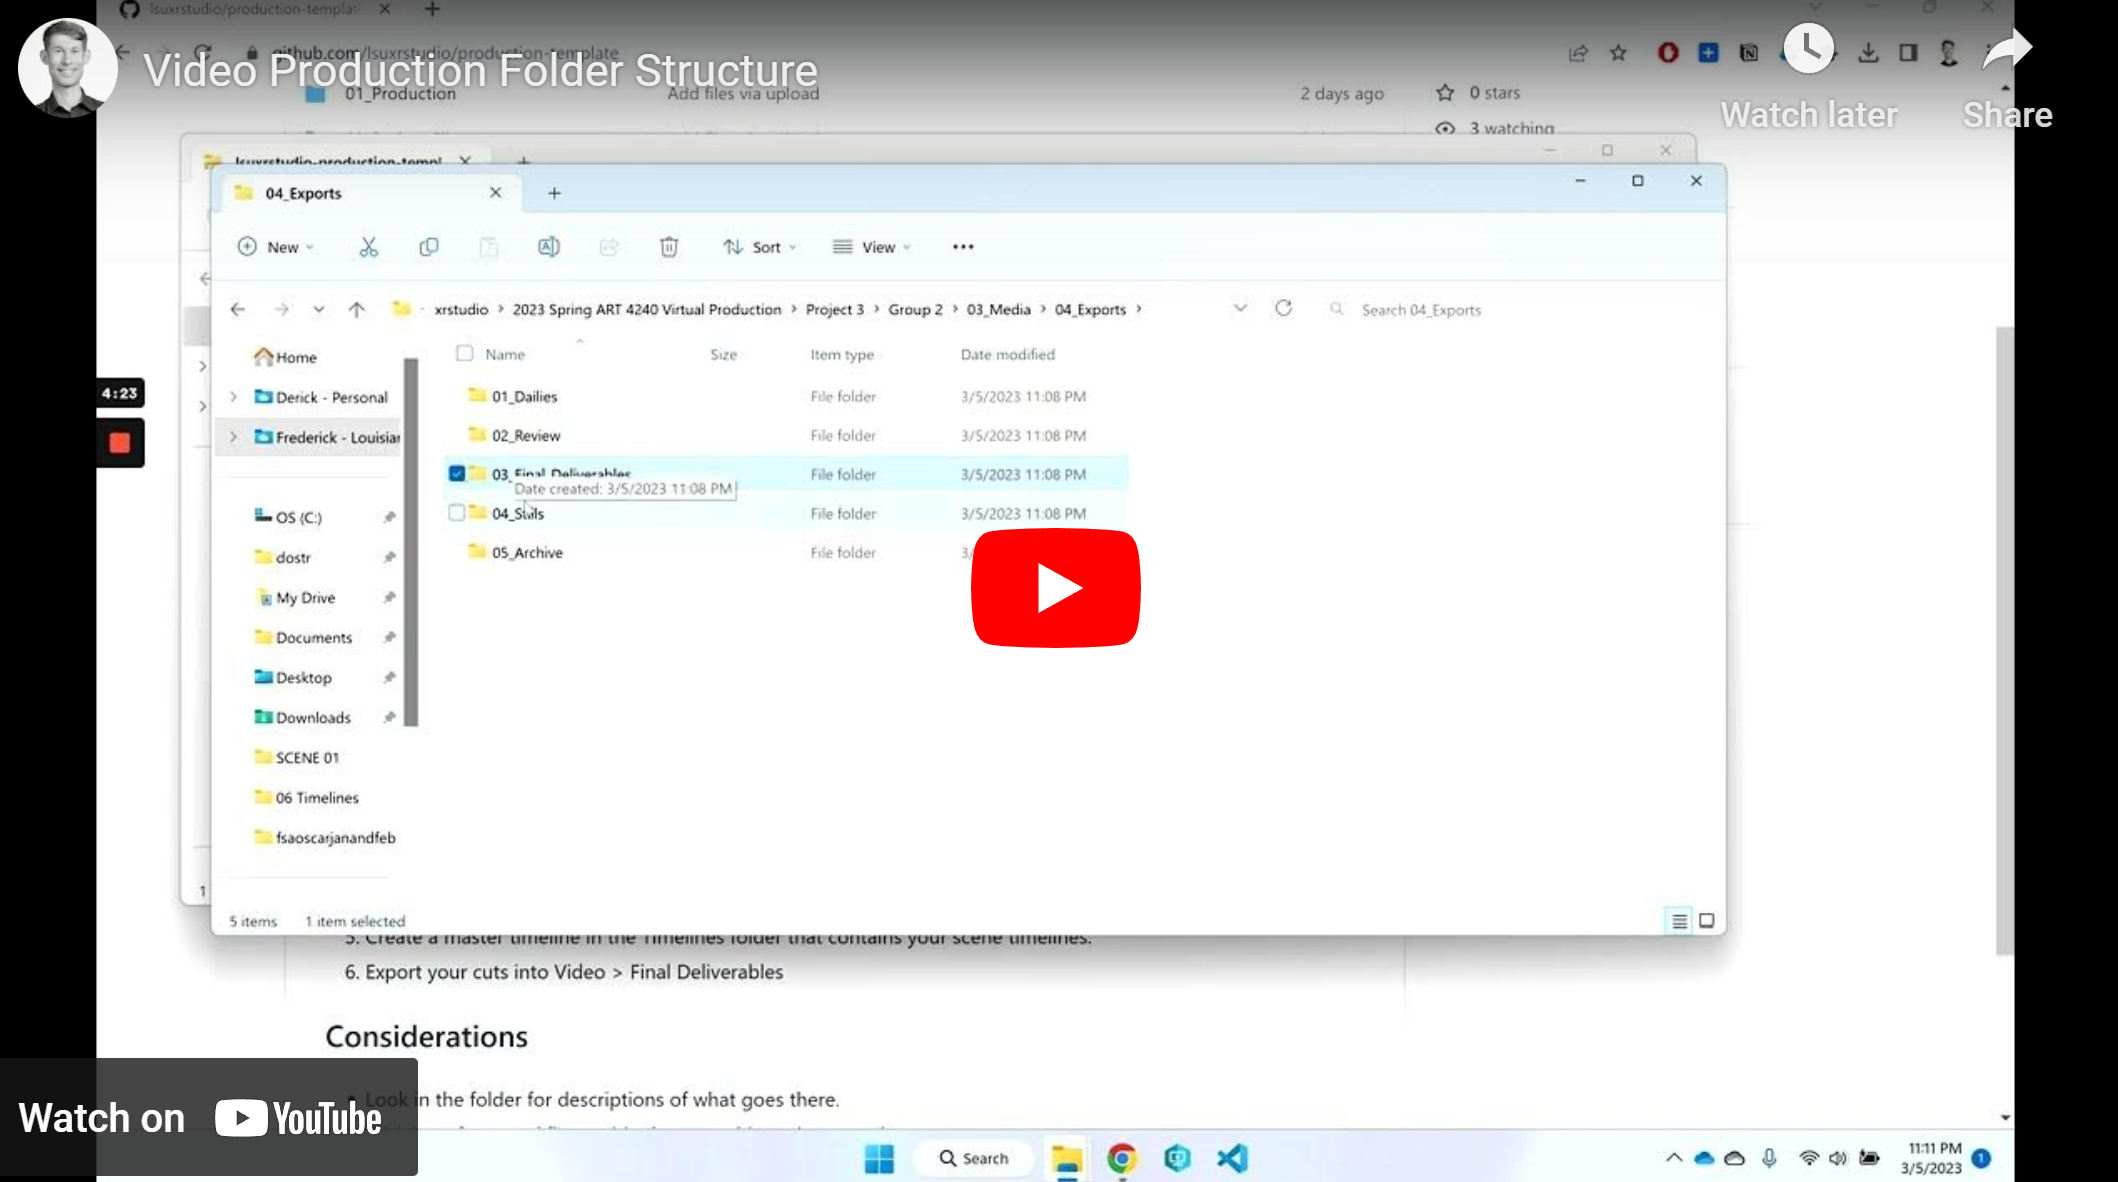 lsuxrstudio/production-templat
github.com/lsuxrstudio/production-template
Video Production Folder Structure
Watch later
Share
01_Production
Add files via upload
2 days ago
0 stars
3 watching
lsuxrstudio-production-templ
04_Exports
New
Sort
View
xrstudio > 2023 Spring ART 4240 Virtual Production > Project 3 > Group 2 > 03_Media > 04_Exports >
Search 04_Exports
Name
Size
Item type
Date modified
Home
Derick - Personal
Frederick - Louisian
OS (C:)
dostr
My Drive
Documents
Desktop
Downloads
SCENE 01
06 Timelines
fsaoscarjanandfeb
01_Dailies
File folder
3/5/2023 11:08 PM
02_Review
File folder
3/5/2023 11:08 PM
03_Final_Deliverables
File folder
3/5/2023 11:08 PM
Date created: 3/5/2023 11:08 PM
04_Stills
File folder
3/5/2023 11:08 PM
05_Archive
File folder
3/
4:23
1
5 items
1 item selected
5. Create a master timeline in the Timelines folder that contains your scene timelines.
6. Export your cuts into Video > Final Deliverables
Considerations
Look in the folder for descriptions of what goes there.
Watch on YouTube
Search
11:11 PM
3/5/2023
1